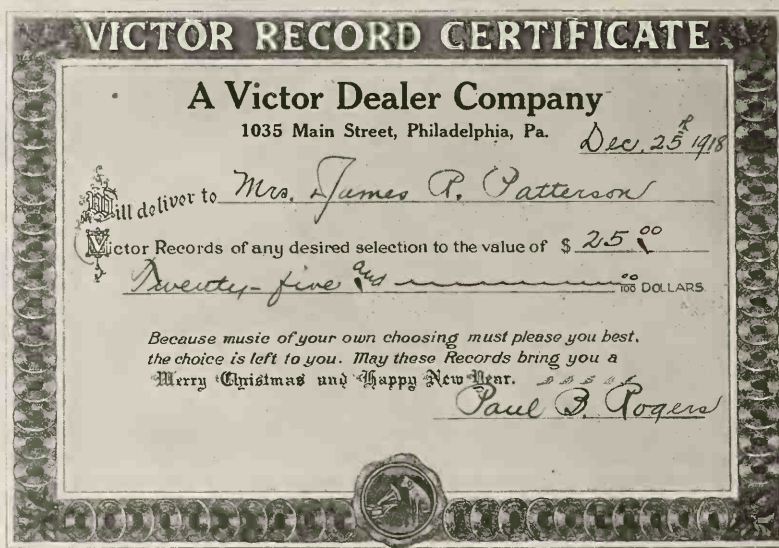 VICTOR RECORD CERTIFICATE
A Victor Dealer Company
1035 Main Street, Philadelphia, Pa.
Dec. 25th 1918
Will deliver to Mrs. James R. Patterson
Victor Records of any desired selection to the value of $ 25.00
Twenty-five and 00/100 DOLLARS
Because music of your own choosing must please you best,
the choice is left to you. May these Records bring you a
Merry Christmas and Happy New Year.
Paul B. Rogers